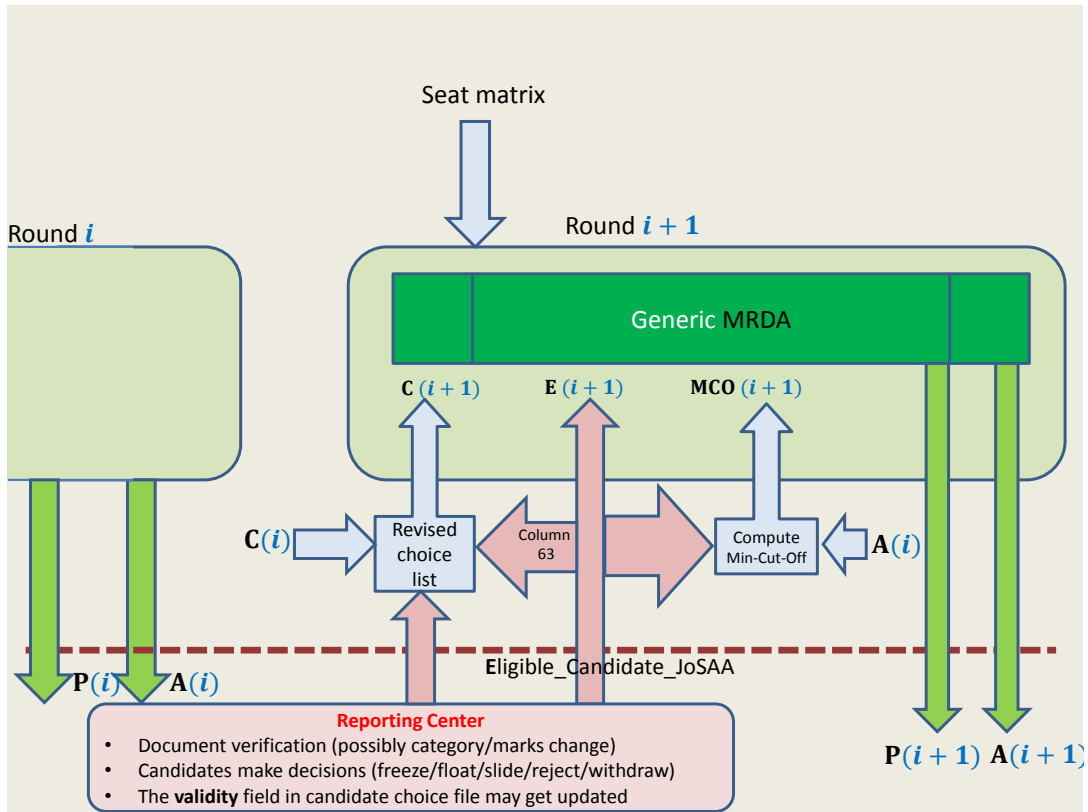 Seat matrix
Round i
Round i + 1
Generic MRDA
C (i + 1)
E (i + 1)
MCO (i + 1)
C(i)
Revised
choice
list
Column
63
Compute
Min-Cut-Off
A(i)
Eligible_Candidate_JoSAA
P(i)
A(i)
Reporting Center
• Document verification (possibly category/marks change)
• Candidates make decisions (freeze/float/slide/reject/withdraw)
• The validity field in candidate choice file may get updated
P(i + 1)
A(i + 1)